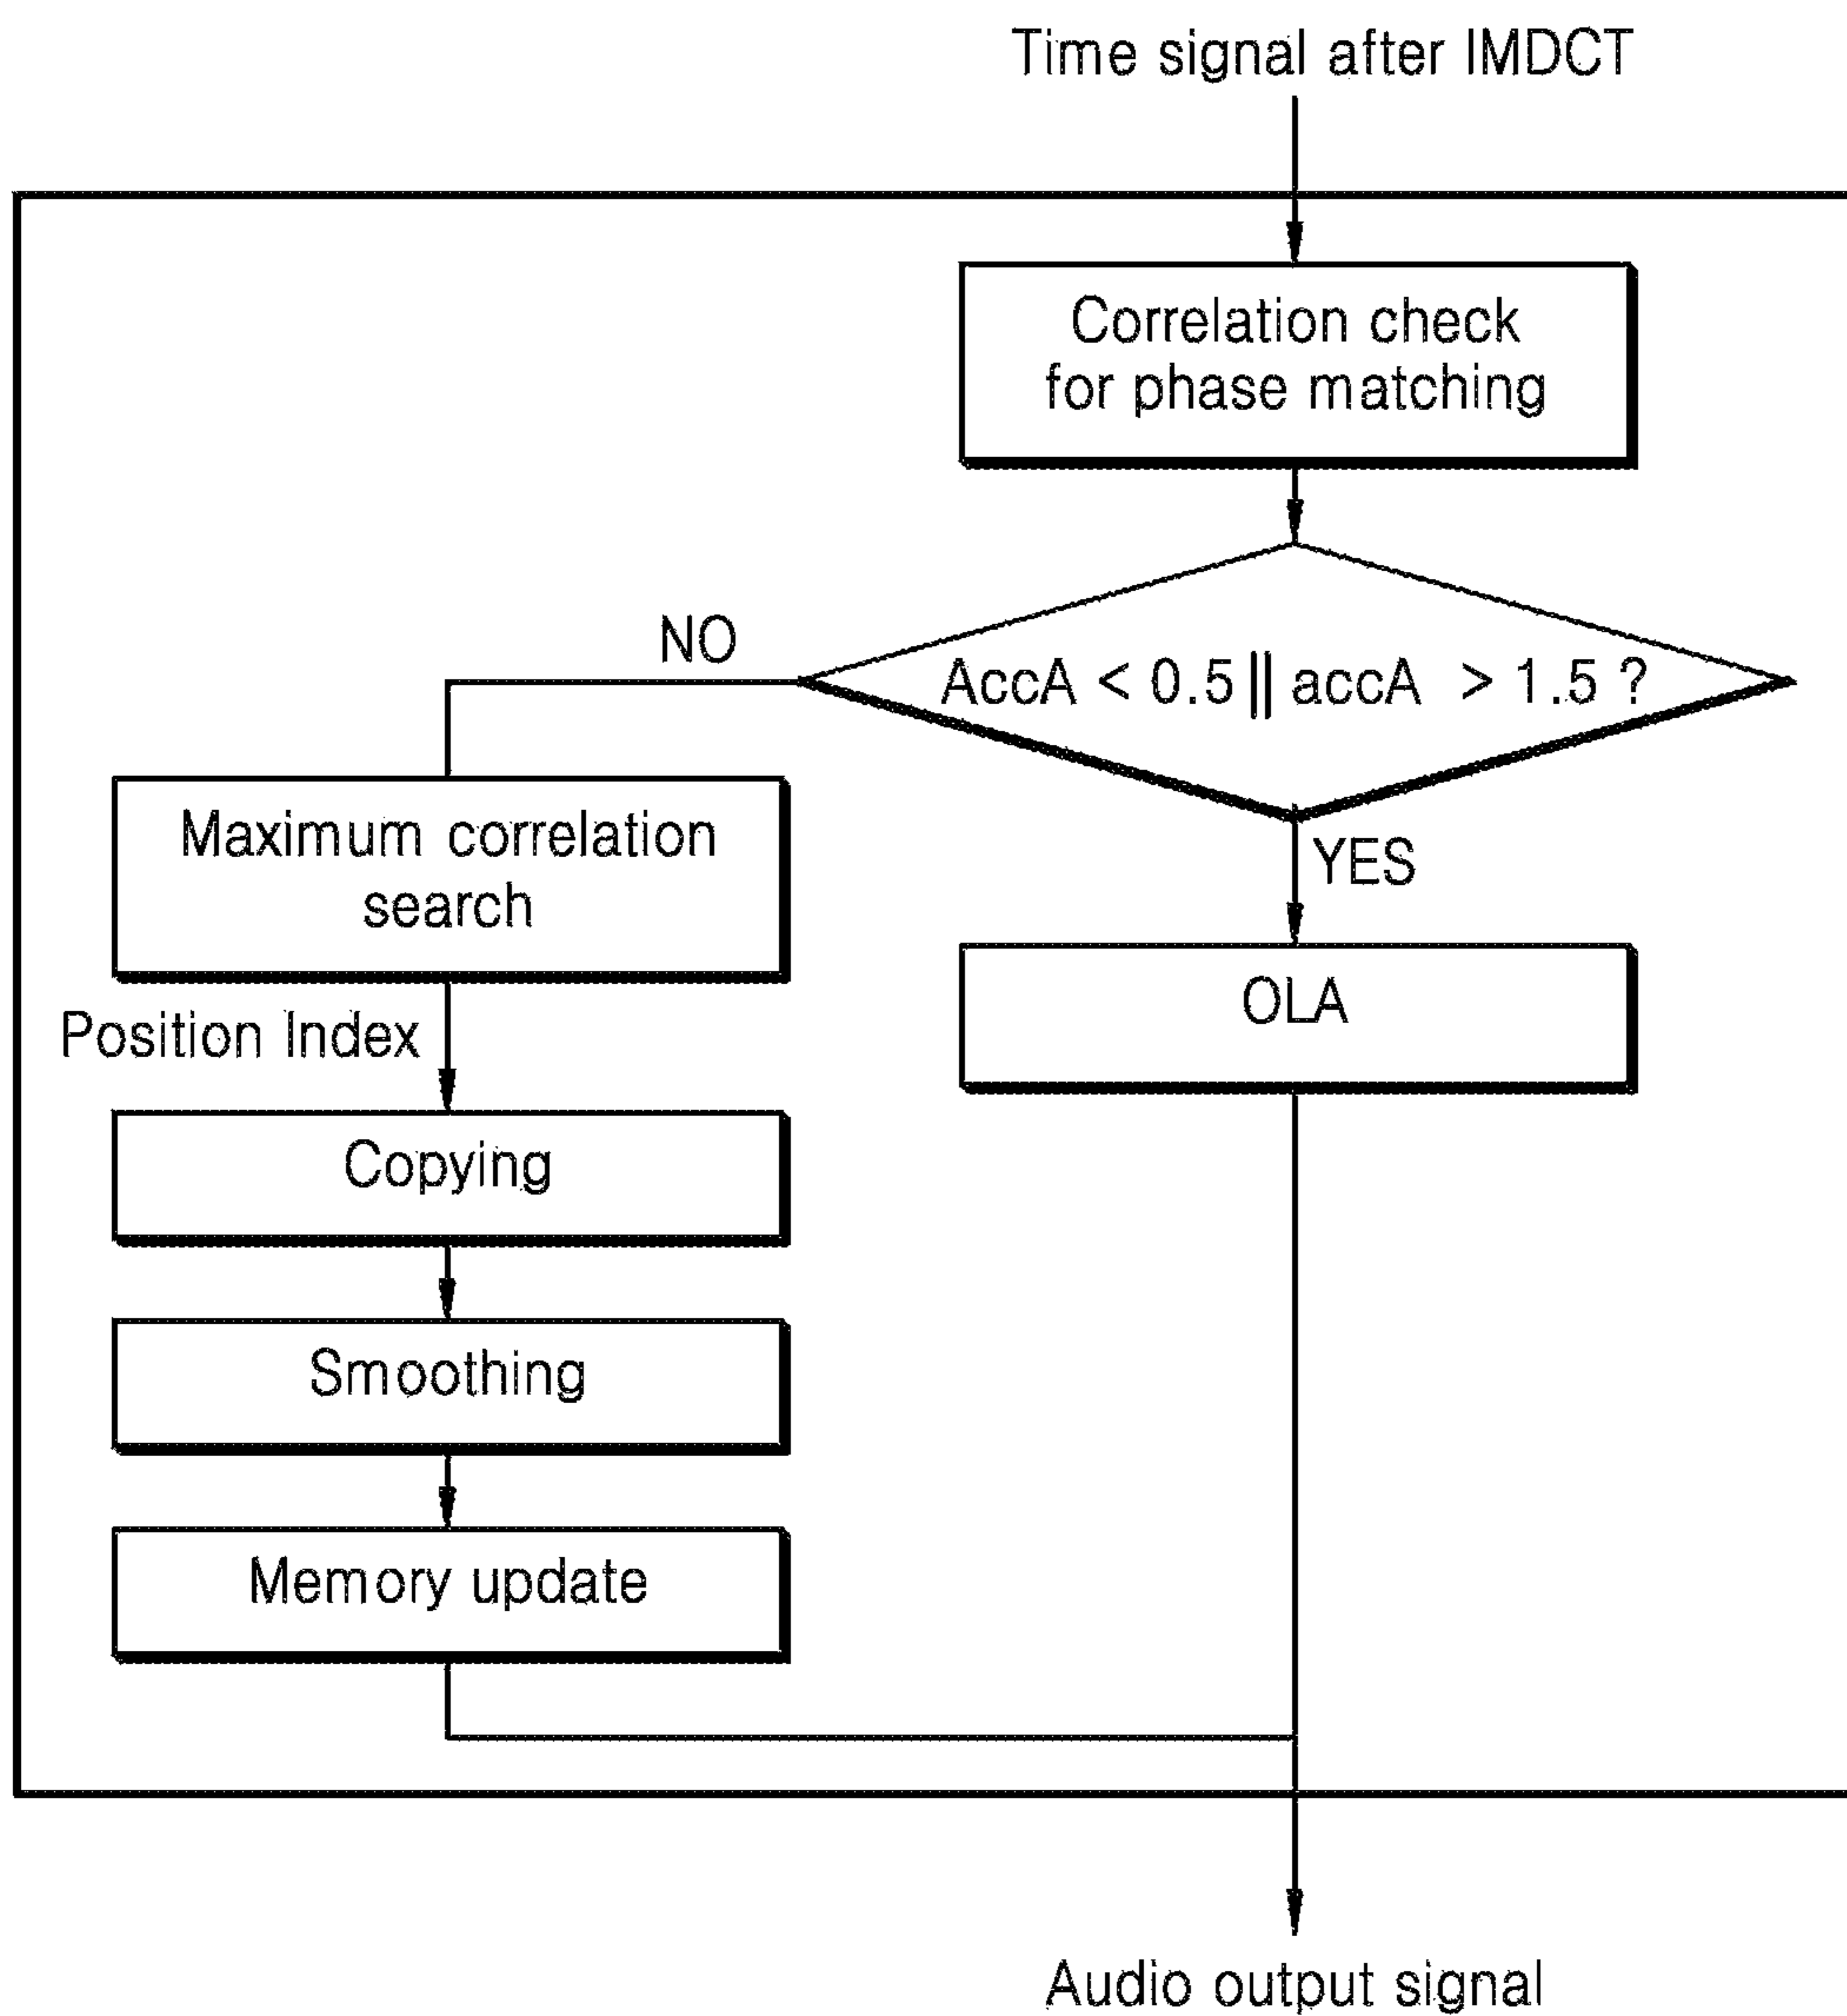 Time signal after IMDCT
Correlation check
for phase matching
NO
AccA < 0.5 || accA > 1.5 ?
YES
Maximum correlation
search
OLA
Position Index
Copying
Smoothing
Memory update
Audio output signal